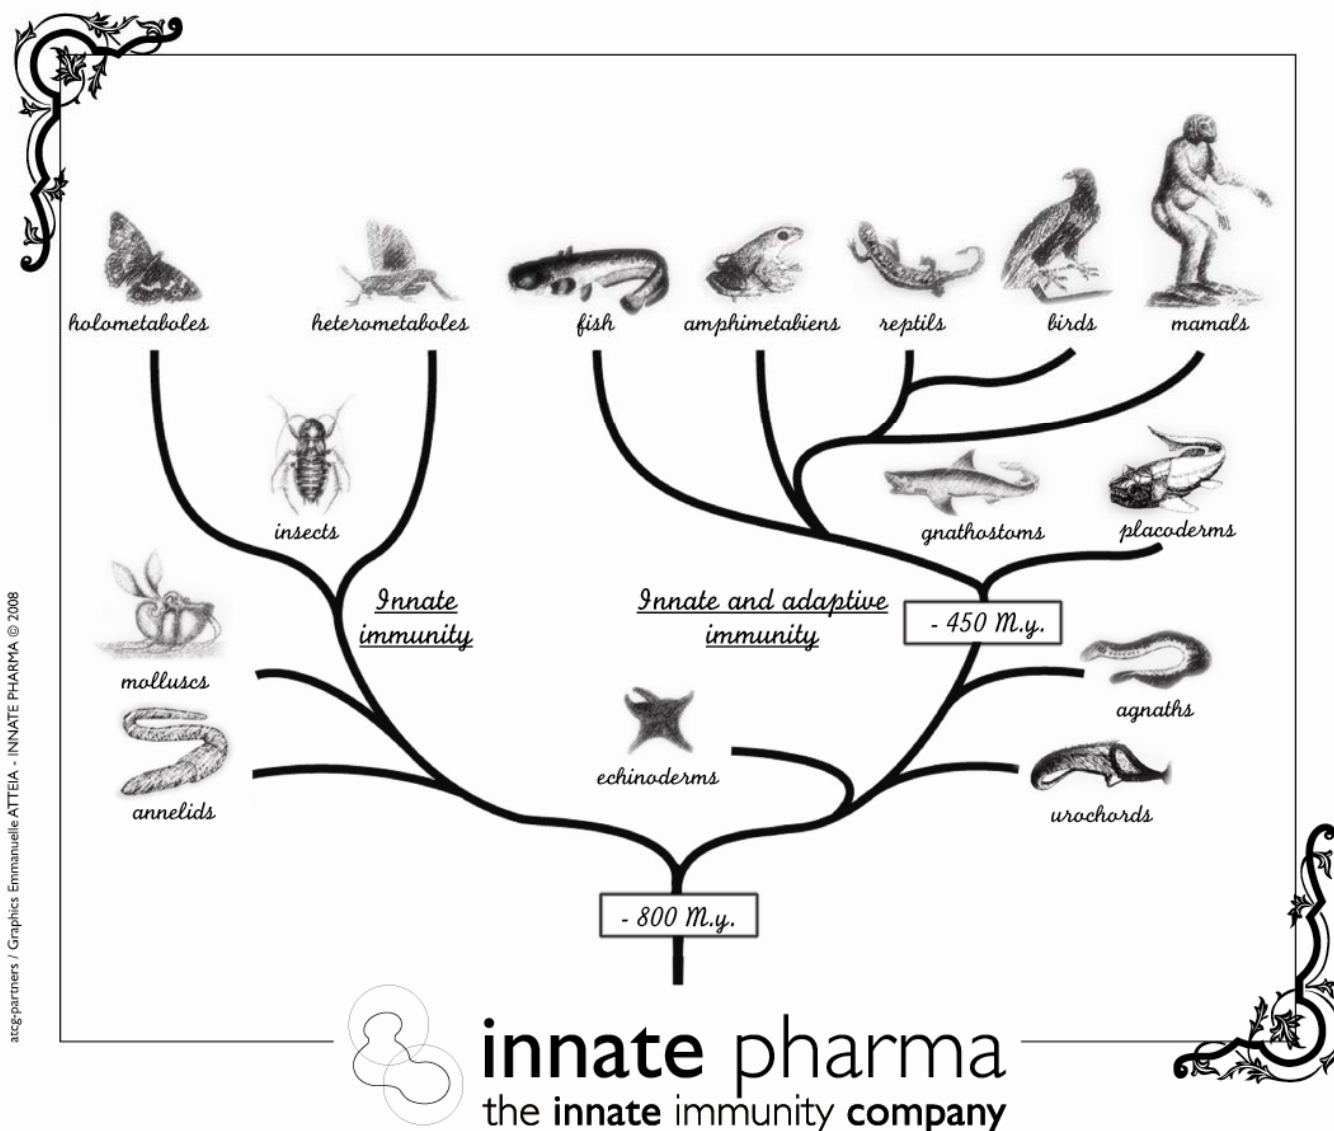 holometaboles
heterometaboles
fish
amphimetabiens
reptils
birds
mamals
insects
gnathostoms
placoderms
Innate
immunity
Innate and adaptive
immunity
- 450 M.y.
molluscs
agnaths
echinoderms
annelids
urochords
- 800 M.y.
atcg-partners / Graphics Emmanuelle ATTEIA - INNATE PHARMA © 2008
innate pharma
the innate immunity company